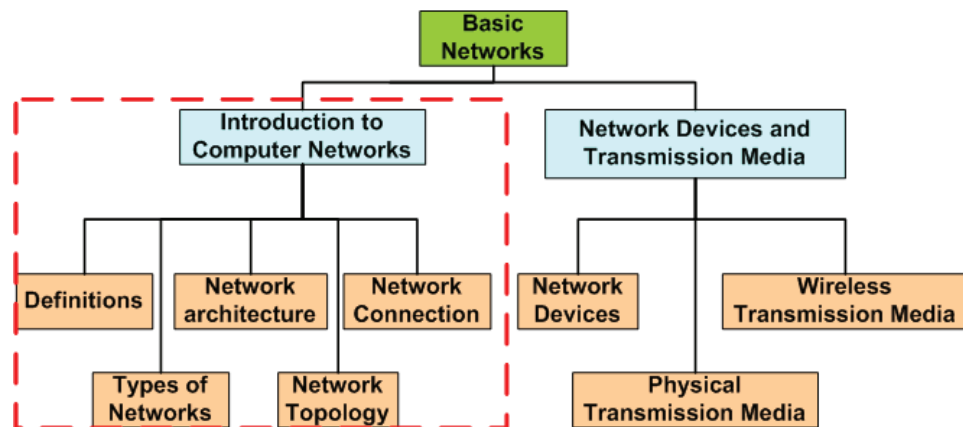 Basic
Networks
Introduction to
Computer Networks
Network Devices and
Transmission Media
Definitions
Network
architecture
Network
Connection
Network
Devices
Wireless
Transmission Media
Types of
Networks
Network
Topology
Physical
Transmission Media